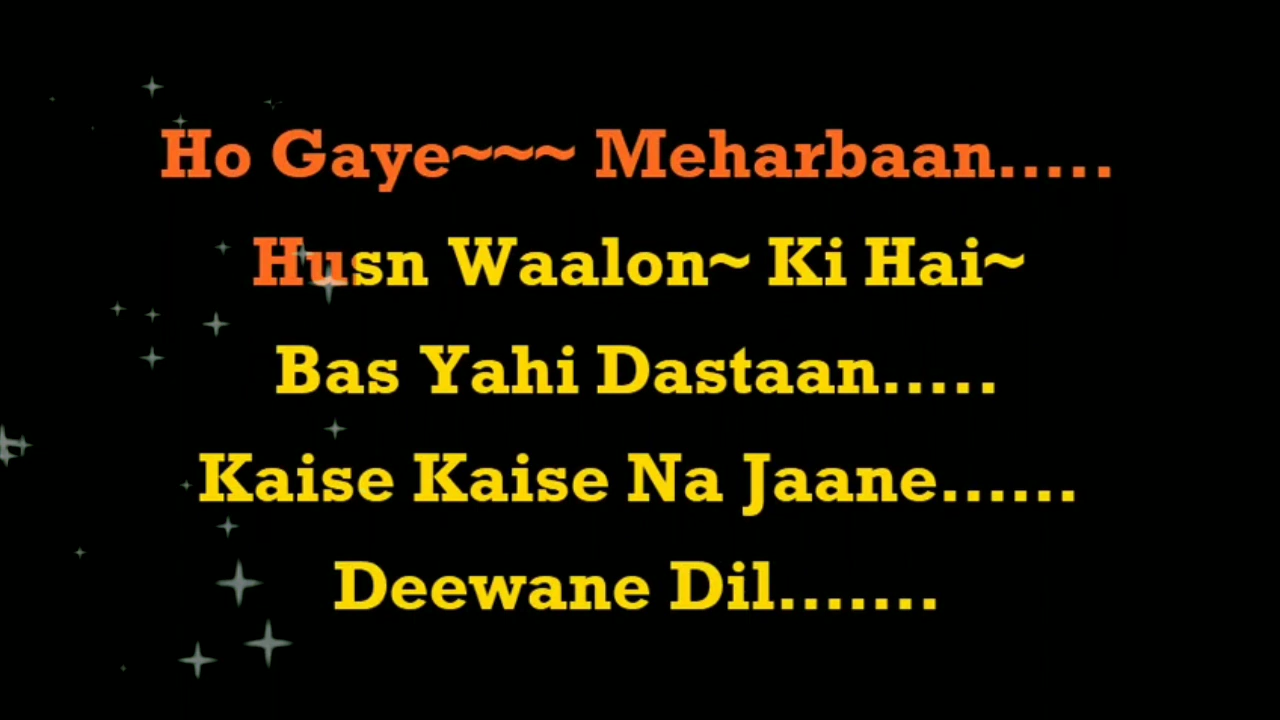 Ho Gaye~~~ Meharbaan.....
Husn Waalon~ Ki Hai~
Bas Yahi Dastaan.....
Kaise Kaise Na Jaane......
Deewane Dil.......